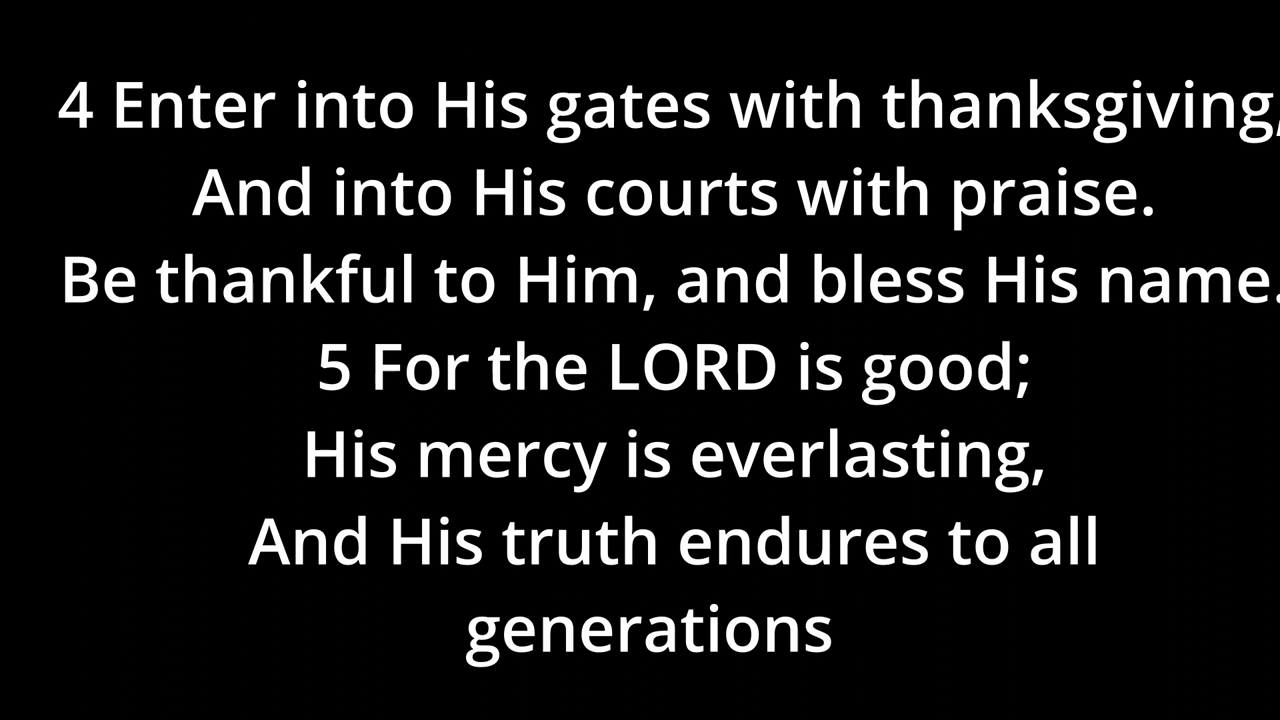 4 Enter into His gates with thanksgiving,
And into His courts with praise.
Be thankful to Him, and bless His name.
5 For the LORD is good;
His mercy is everlasting,
And His truth endures to all
generations